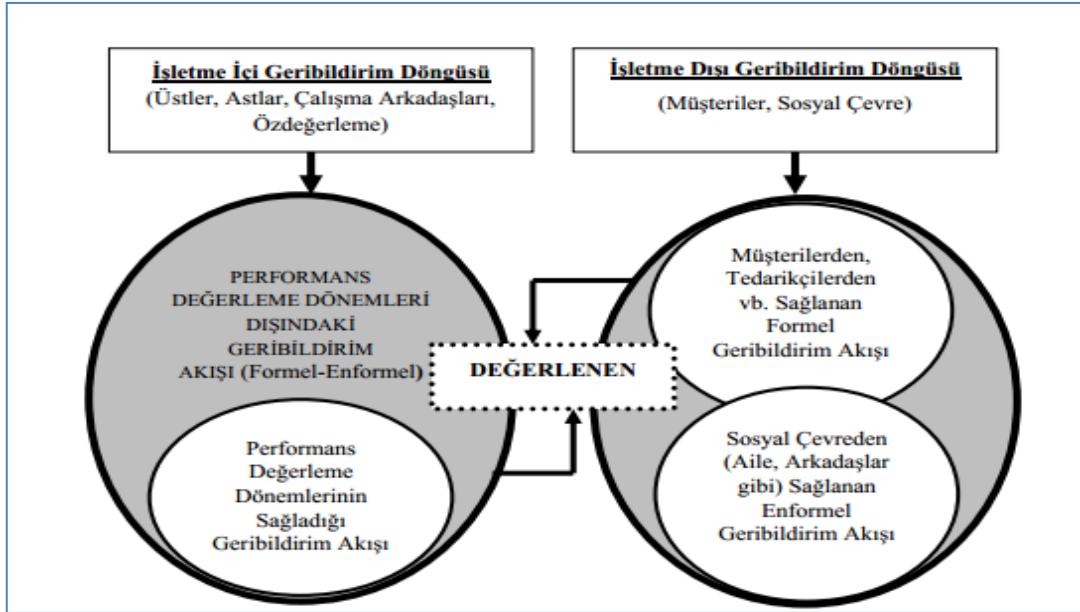 İşletme İçi Geribildirim Döngüsü
(Üstler, Astlar, Çalışma Arkadaşları,
Özdeğerleme)
İşletme Dışı Geribildirim Döngüsü
(Müşteriler, Sosyal Çevre)
PERFORMANS
DEĞERLEME DÖNEMLERİ
DIŞINDAKİ
GERİBİLDİRİM
AKIŞI (Formel-Enformel)
Performans
Değerleme
Dönemlerinin
Sağladığı
Geribildirim Akışı
DEĞERLENEN
Müşterilerden,
Tedarikçilerden
vb. Sağlanan
Formel
Geribildirim Akışı
Sosyal Çevreden
(Aile, Arkadaşlar
gibi) Sağlanan
Enformel
Geribildirim Akışı